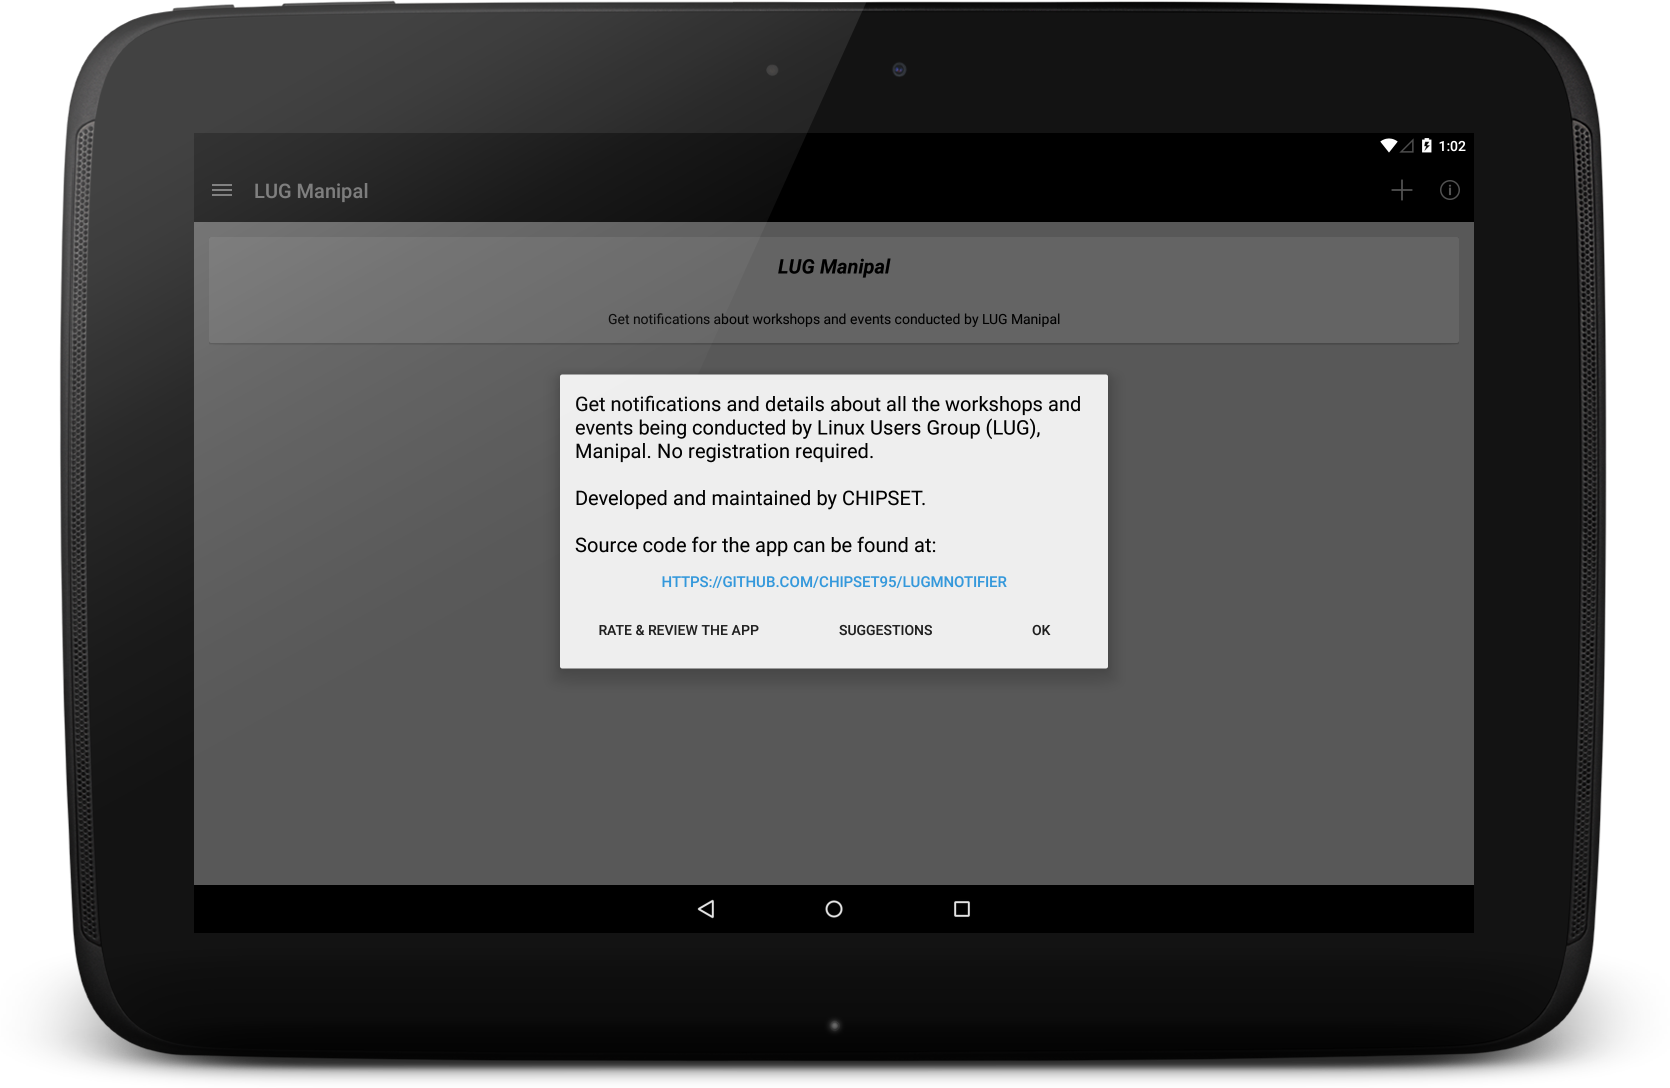 1:02
LUG Manipal
LUG Manipal
Get notifications about workshops and events conducted by LUG Manipal
Get notifications and details about all the workshops and
events being conducted by Linux Users Group (LUG),
Manipal. No registration required.
Developed and maintained by CHIPSET.
Source code for the app can be found at:
HTTPS://GITHUB.COM/CHIPSET95/LUGMNOTIFIER
RATE & REVIEW THE APP SUGGESTIONS OK